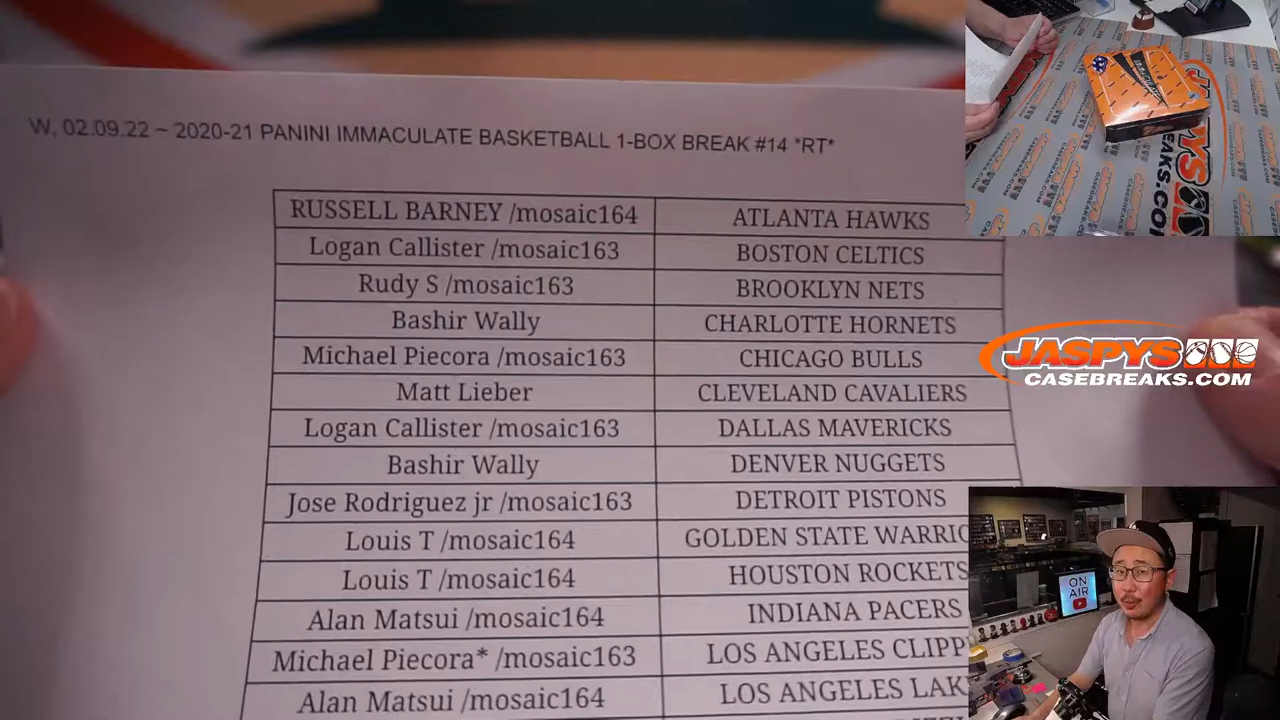 W, 02.09.22 ~ 2020-21 PANINI IMMACULATE BASKETBALL 1-BOX BREAK #14 *RT*
RUSSELL BARNEY /mosaic164 ATLANTA HAWKS
Logan Callister /mosaic163 BOSTON CELTICS
Rudy S /mosaic163 BROOKLYN NETS
Bashir Wally CHARLOTTE HORNETS
Michael Piecora /mosaic163 CHICAGO BULLS
Matt Lieber CLEVELAND CAVALIERS
Logan Callister /mosaic163 DALLAS MAVERICKS
Bashir Wally DENVER NUGGETS
Jose Rodriguez jr /mosaic163 DETROIT PISTONS
Louis T /mosaic164 GOLDEN STATE WARRIO
Louis T /mosaic164 HOUSTON ROCKETS
Alan Matsui /mosaic164 INDIANA PACERS
Michael Piecora* /mosaic163 LOS ANGELES CLIPP
Alan Matsui /mosaic164 LOS ANGELES LAK
IMMACULATE
JASPYS
CASEBREAKS.COM
JASPYS
CASEBREAKS.COM
ON
AIR